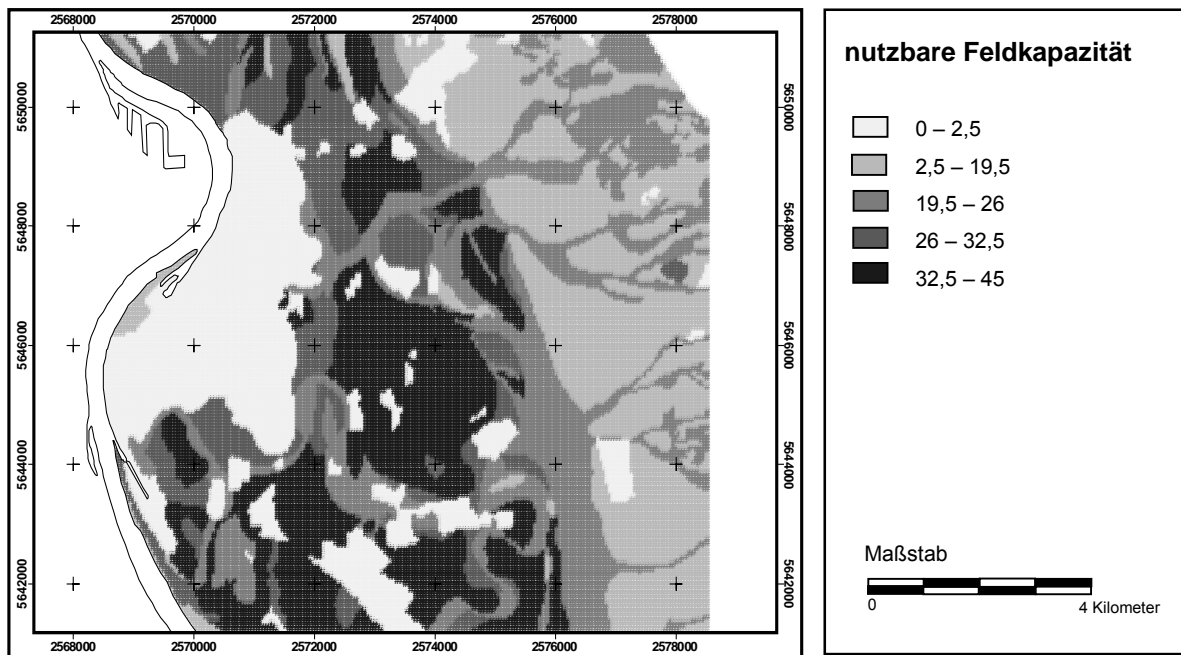 2568000 2570000 2572000 2574000 2576000 2578000
5650000 5650000
5648000 5648000
5646000 5646000
5644000 5644000
5642000 5642000
2568000 2570000 2572000 2574000 2576000 2578000
nutzbare Feldkapazität
0 – 2,5
2,5 – 19,5
19,5 – 26
26 – 32,5
32,5 – 45
Maßstab
0 4 Kilometer